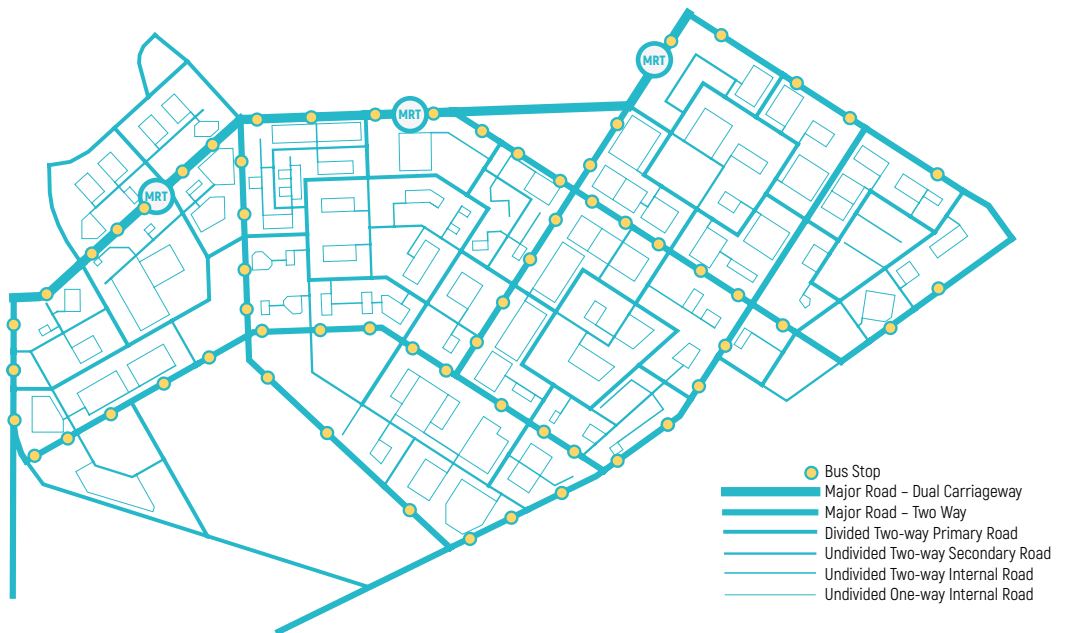 MRT
MRT
MRT
Bus Stop
Major Road – Dual Carriageway
Major Road – Two Way
Divided Two-way Primary Road
Undivided Two-way Secondary Road
Undivided Two-way Internal Road
Undivided One-way Internal Road